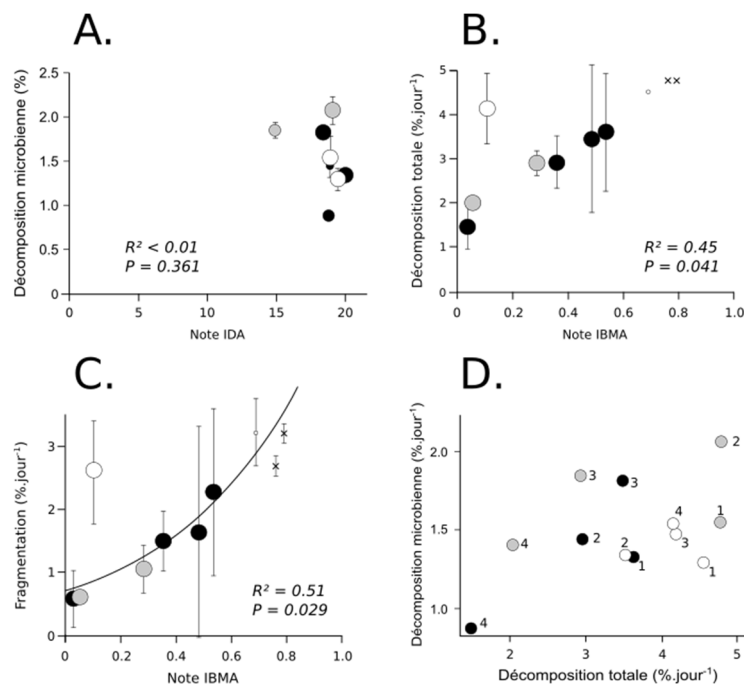 A.
Décomposition microbienne (%)
2.5
2.0
1.5
1.0
0.5
0.0
R² < 0.01
P = 0.361
0 5 10 15 20
Note IDA
B.
Décomposition totale (%.jour⁻¹)
5
4
3
2
1
0
××
R² = 0.45
P = 0.041
0 0.2 0.4 0.6 0.8 1.0
Note IBMA
C.
Fragmentation (%.jour⁻¹)
3
2
1
0
R² = 0.51
P = 0.029
0 0.2 0.4 0.6 0.8 1.0
Note IBMA
D.
Décomposition microbienne (%.jour⁻¹)
2.0
1.5
1.0
2
3
3
4
1
4
2
3
2
1
1
4
2 3 4 5
Décomposition totale (%.jour⁻¹)